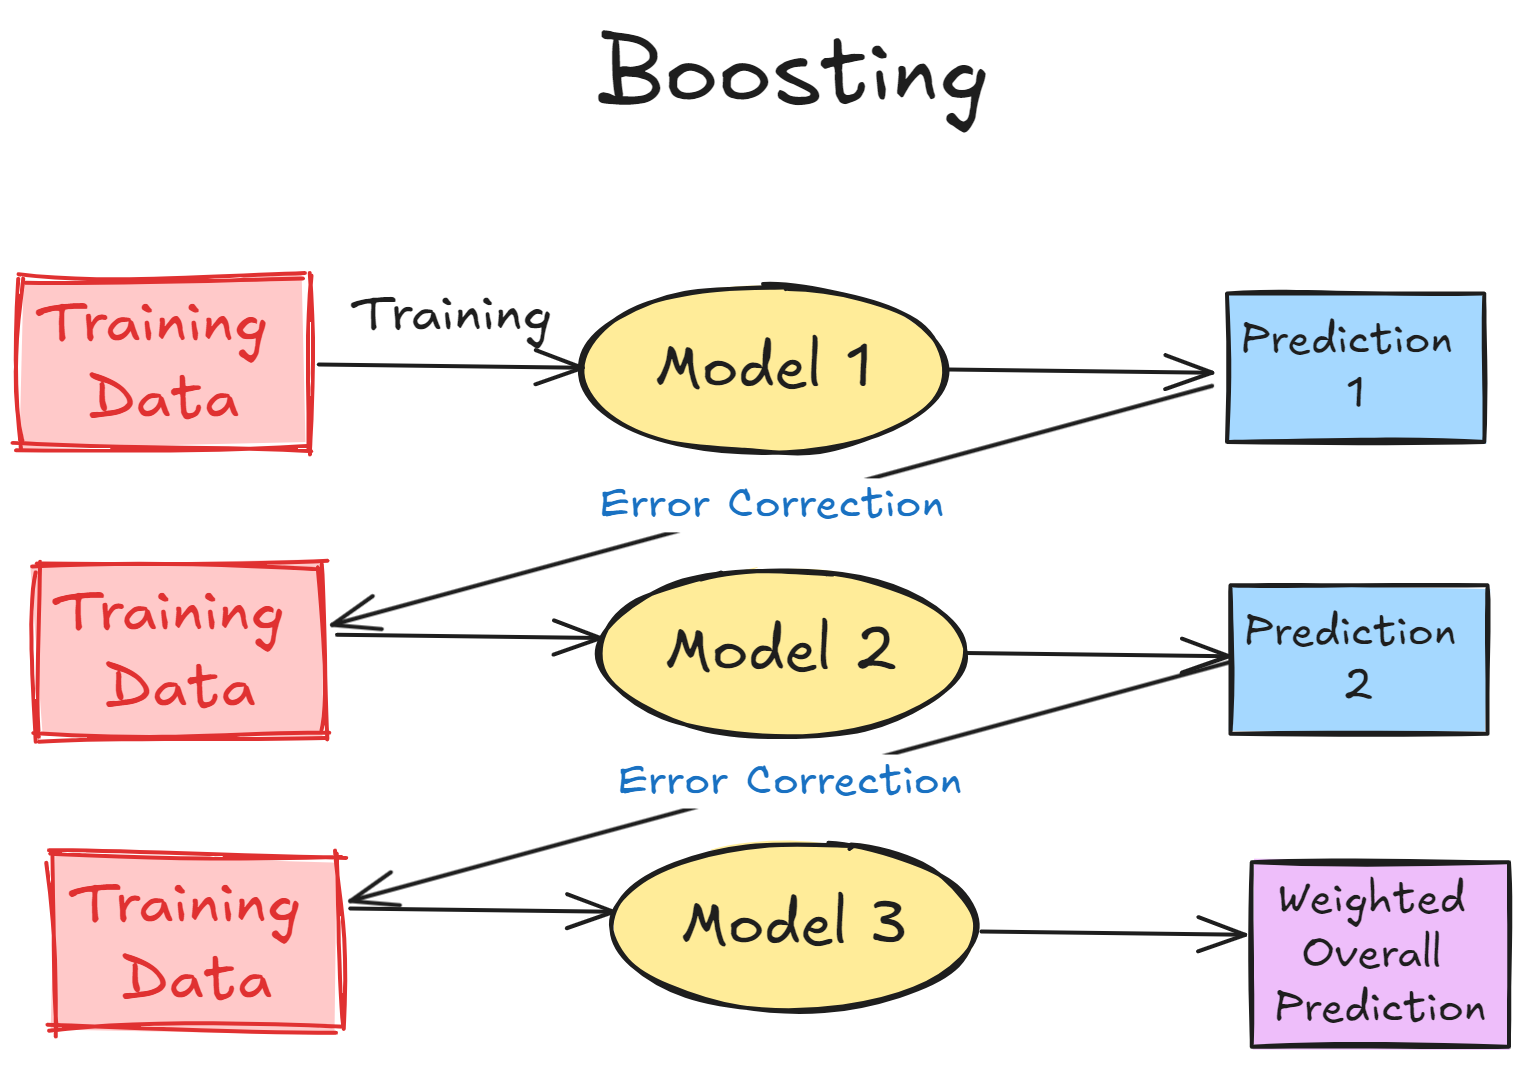 Boosting
Training
Data
Training
Model 1
Prediction
1
Error Correction
Training
Data
Model 2
Prediction
2
Error Correction
Training
Data
Model 3
Weighted
Overall
Prediction